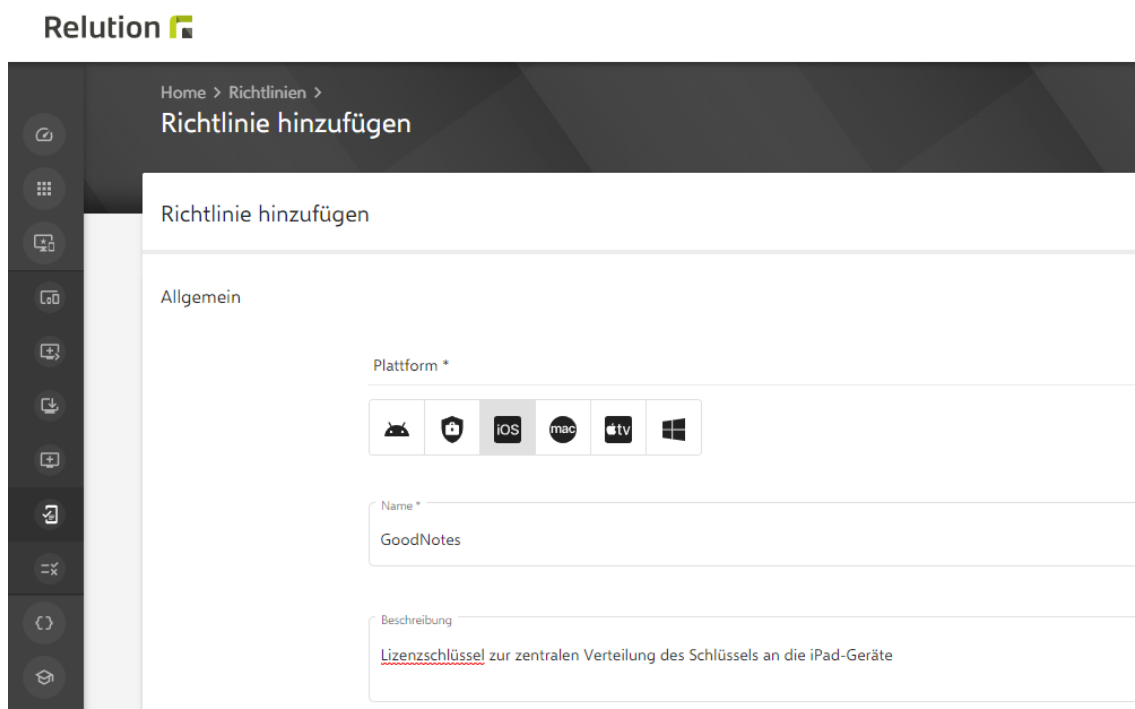 Relution
Home > Richtlinien >
Richtlinie hinzufügen
Richtlinie hinzufügen
Allgemein
Plattform *
iOS mac tv
Name *
GoodNotes
Beschreibung
Lizenzschlüssel zur zentralen Verteilung des Schlüssels an die iPad-Geräte